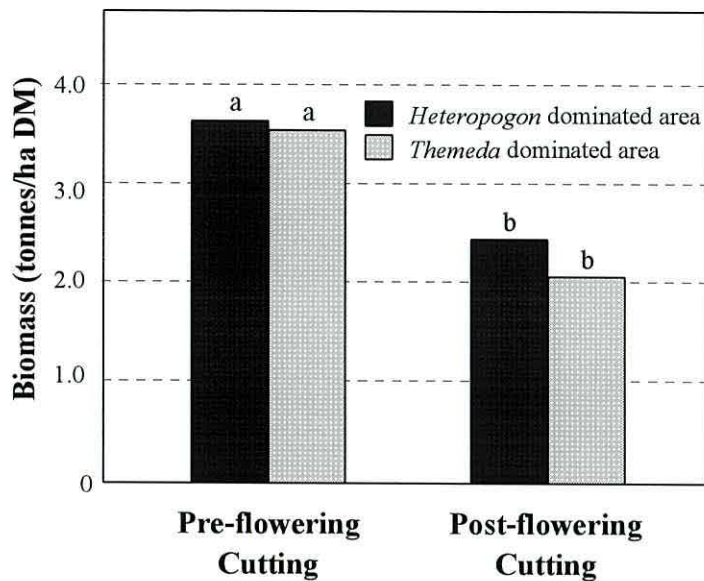 Biomass (tonnes/ha DM)
4.0
3.0
2.0
1.0
0
a
a
b
b
Heteropogon dominated area
Themeda dominated area
Pre-flowering
Cutting
Post-flowering
Cutting